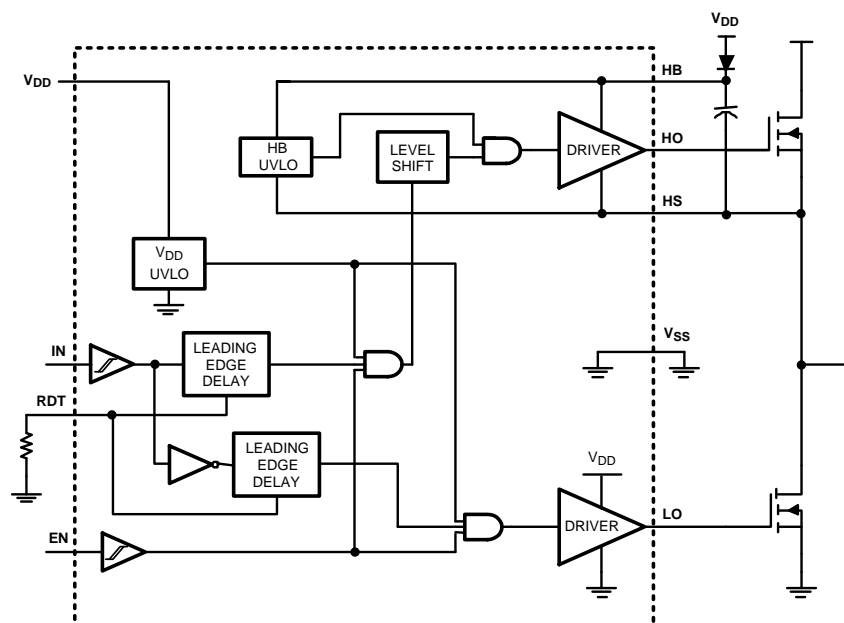 VDD
HB
VDD
HB
UVLO
LEVEL
SHIFT
DRIVER
HO
HS
VDD
UVLO
IN
LEADING
EDGE
DELAY
VSS
RDT
LEADING
EDGE
DELAY
VDD
DRIVER
LO
EN